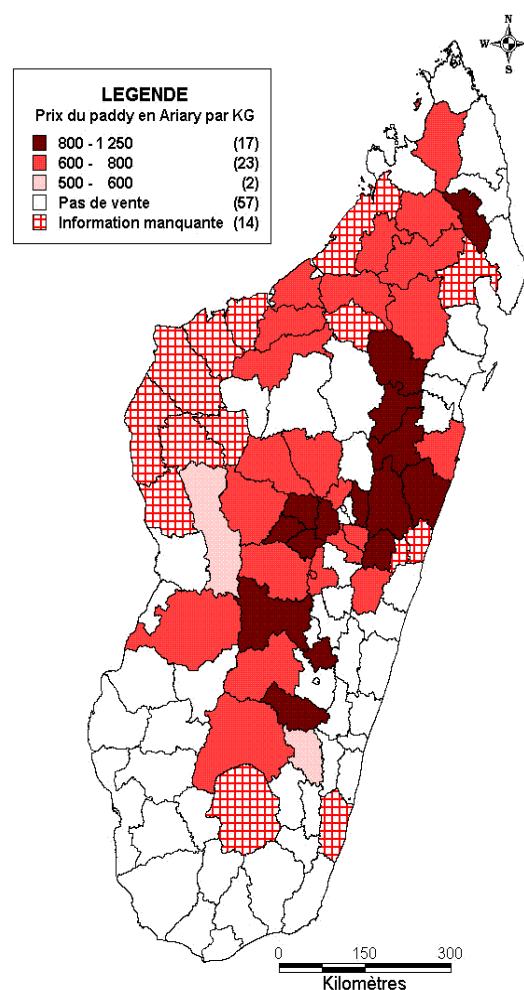 N
W E
S
LEGENDE
Prix du paddy en Ariary par KG
800 - 1 250 (17)
600 - 800 (23)
500 - 600 (2)
Pas de vente (57)
Information manquante (14)
0 150 300
Kilomètres